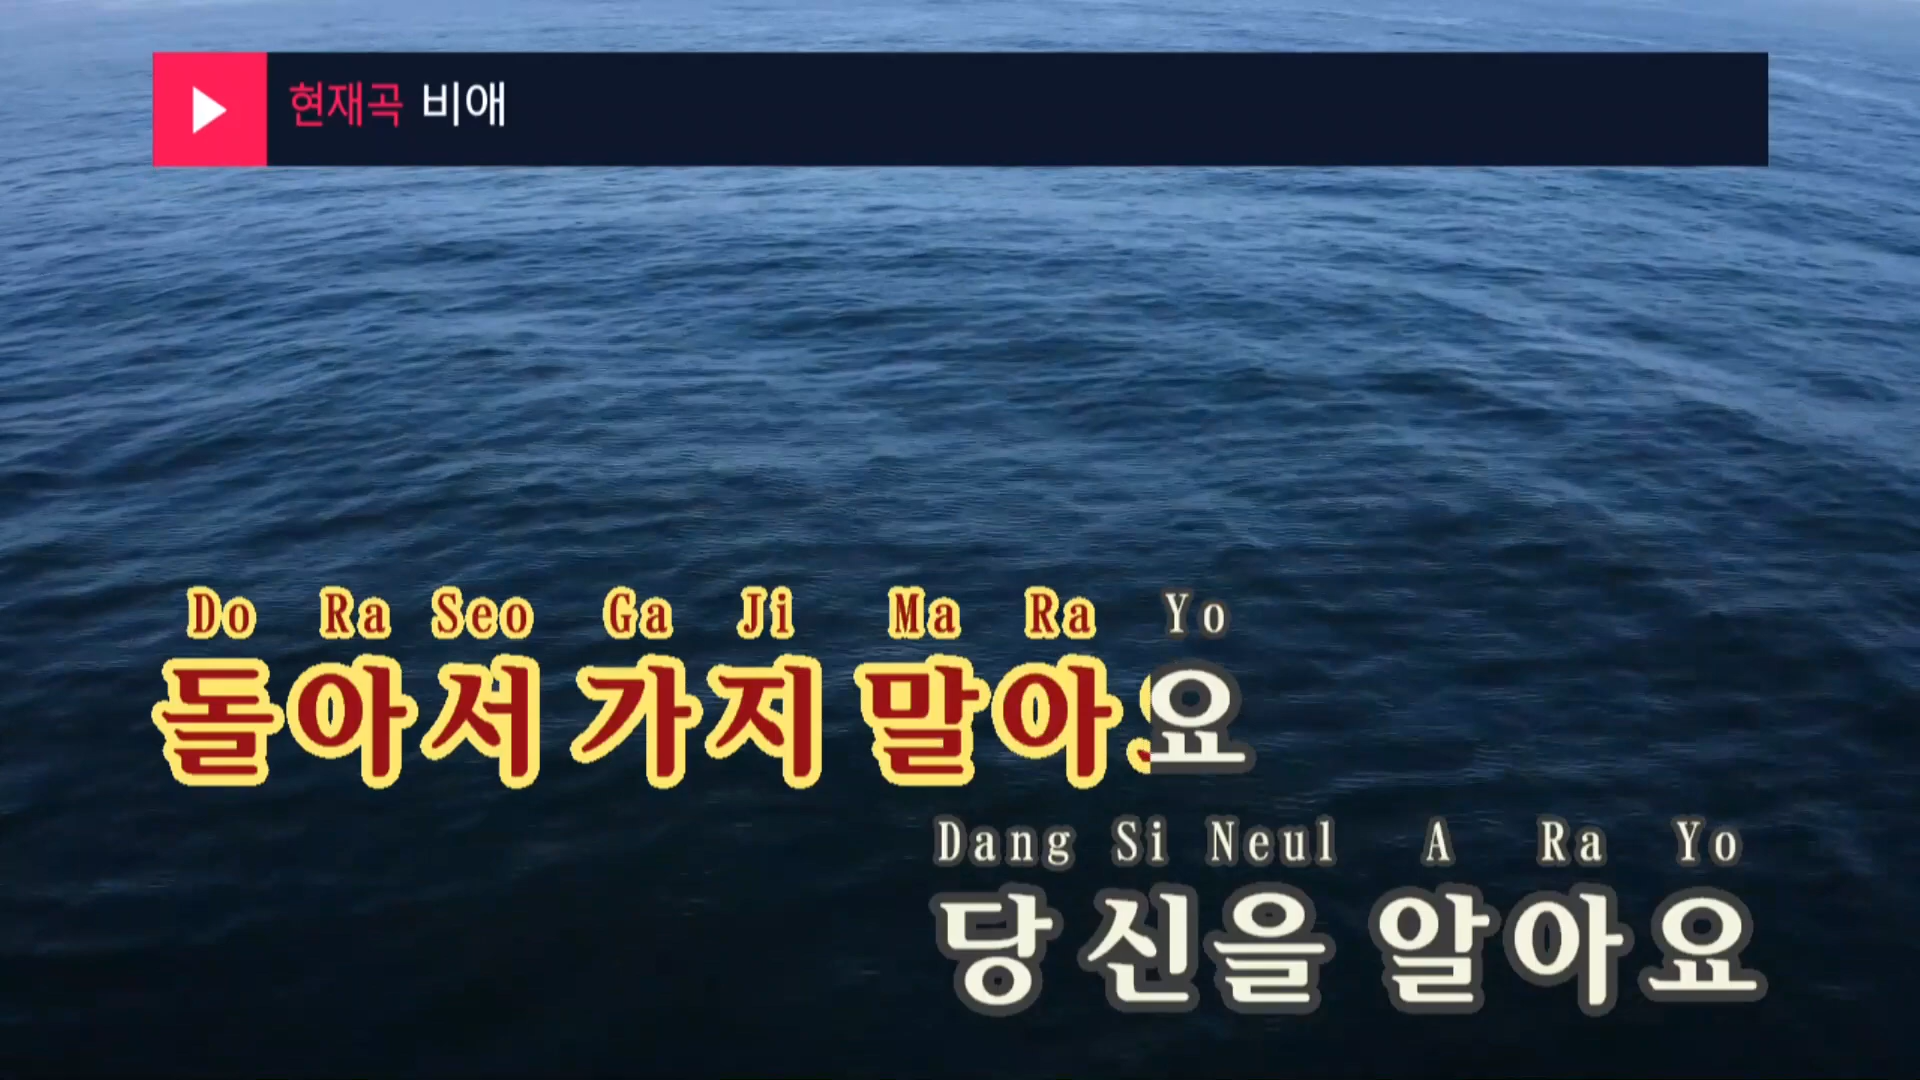 현재곡 비애
Do Ra Seo Ga Ji Ma Ra Yo
돌아서 가지 말아요
Dang Si Neul A Ra Yo
당신을 알아요